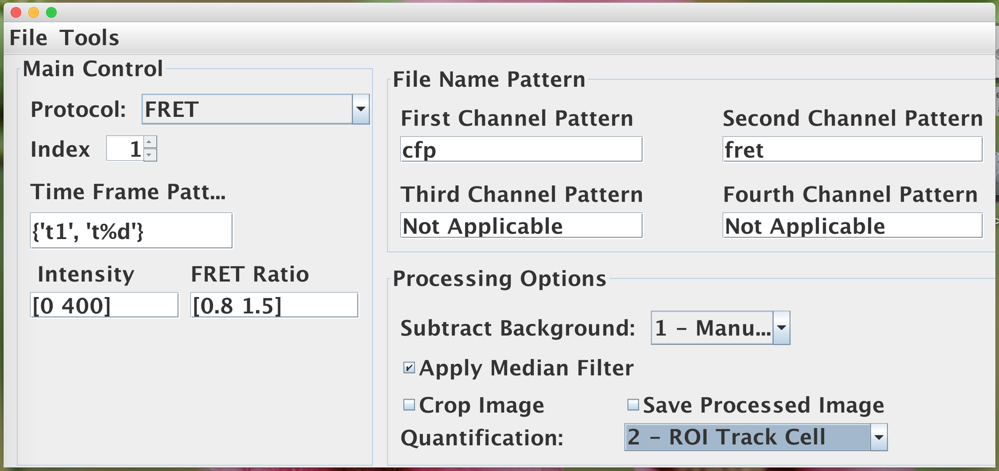 File Tools
Main Control
Protocol: FRET
Index 1
Time Frame Patt...
{'t1', 't%d'}
Intensity FRET Ratio
[0 400] [0.8 1.5]
File Name Pattern
First Channel Pattern Second Channel Pattern
cfp fret
Third Channel Pattern Fourth Channel Pattern
Not Applicable Not Applicable
Processing Options
Subtract Background: 1 - Manu...
Apply Median Filter
Crop Image Save Processed Image
Quantification: 2 - ROI Track Cell